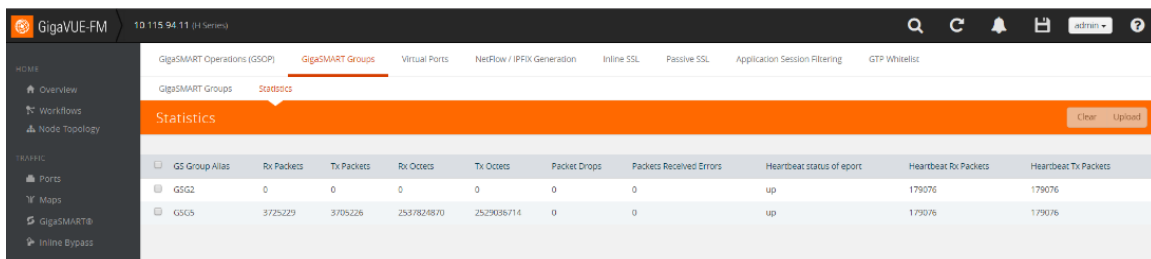 GigaVUE-FM 10.115.94.11 (H Series) admin
GigaSMART Operations (GSOP) GigaSMART Groups Virtual Ports NetFlow / IPFIX Generation Inline SSL Passive SSL Application Session Filtering GTP Whitelist
HOME
GigaSMART Groups Statistics
Overview
Workflows
Statistics Clear Upload
Node Topology
TRAFFIC
GS Group Alias Rx Packets Tx Packets Rx Octets Tx Octets Packet Drops Packets Received Errors Heartbeat status of eport Heartbeat Rx Packets Heartbeat Tx Packets
Ports
GSG2 0 0 0 0 0 0 up 179076 179076
Maps
GSG5 3725229 3705226 2537824870 2529036714 0 0 up 179076 179076
GigaSMART®
Inline Bypass